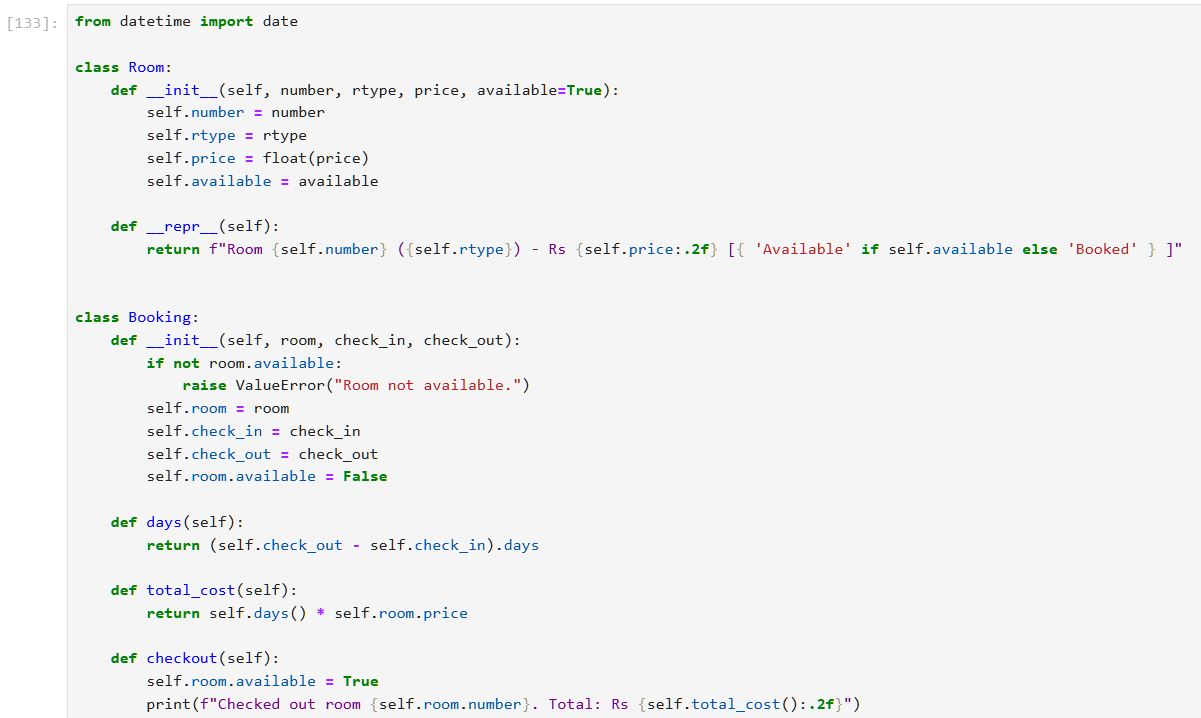 [133]:
from datetime import date

class Room:
    def __init__(self, number, rtype, price, available=True):
        self.number = number
        self.rtype = rtype
        self.price = float(price)
        self.available = available

    def __repr__(self):
        return f"Room {self.number} ({self.rtype}) - Rs {self.price:.2f} [{ 'Available' if self.available else 'Booked' } ]"


class Booking:
    def __init__(self, room, check_in, check_out):
        if not room.available:
            raise ValueError("Room not available.")
        self.room = room
        self.check_in = check_in
        self.check_out = check_out
        self.room.available = False

    def days(self):
        return (self.check_out - self.check_in).days

    def total_cost(self):
        return self.days() * self.room.price

    def checkout(self):
        self.room.available = True
        print(f"Checked out room {self.room.number}. Total: Rs {self.total_cost():.2f}")